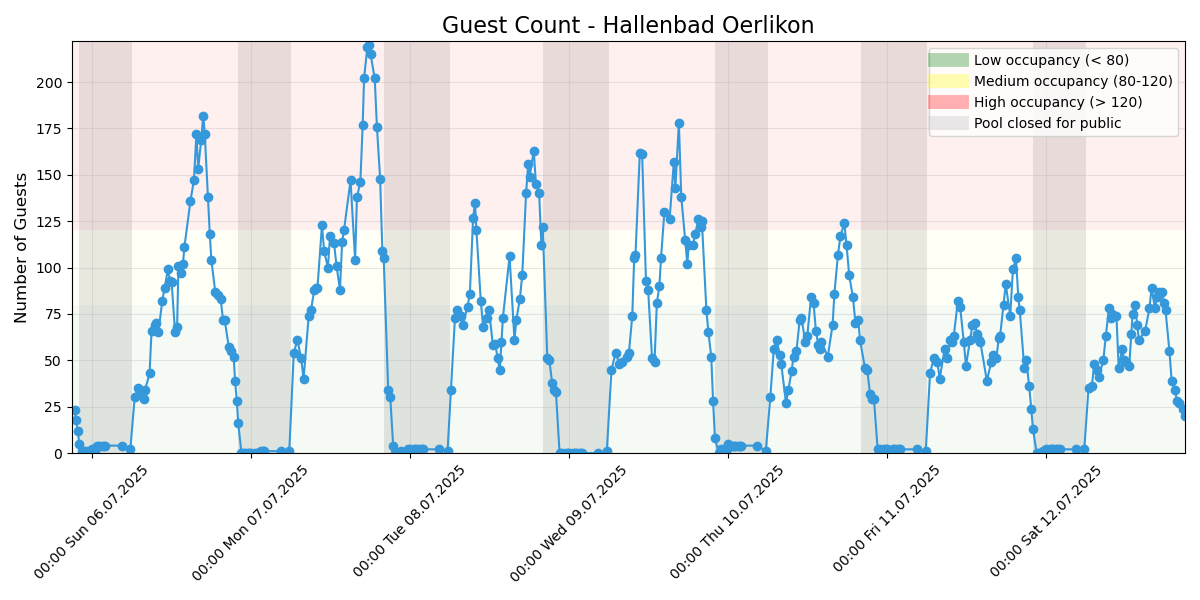 Guest Count - Hallenbad Oerlikon
Number of Guests
200
175
150
125
100
75
50
25
0
Low occupancy (< 80)
Medium occupancy (80-120)
High occupancy (> 120)
Pool closed for public
00:00 Sun 06.07.2025
00:00 Mon 07.07.2025
00:00 Tue 08.07.2025
00:00 Wed 09.07.2025
00:00 Thu 10.07.2025
00:00 Fri 11.07.2025
00:00 Sat 12.07.2025